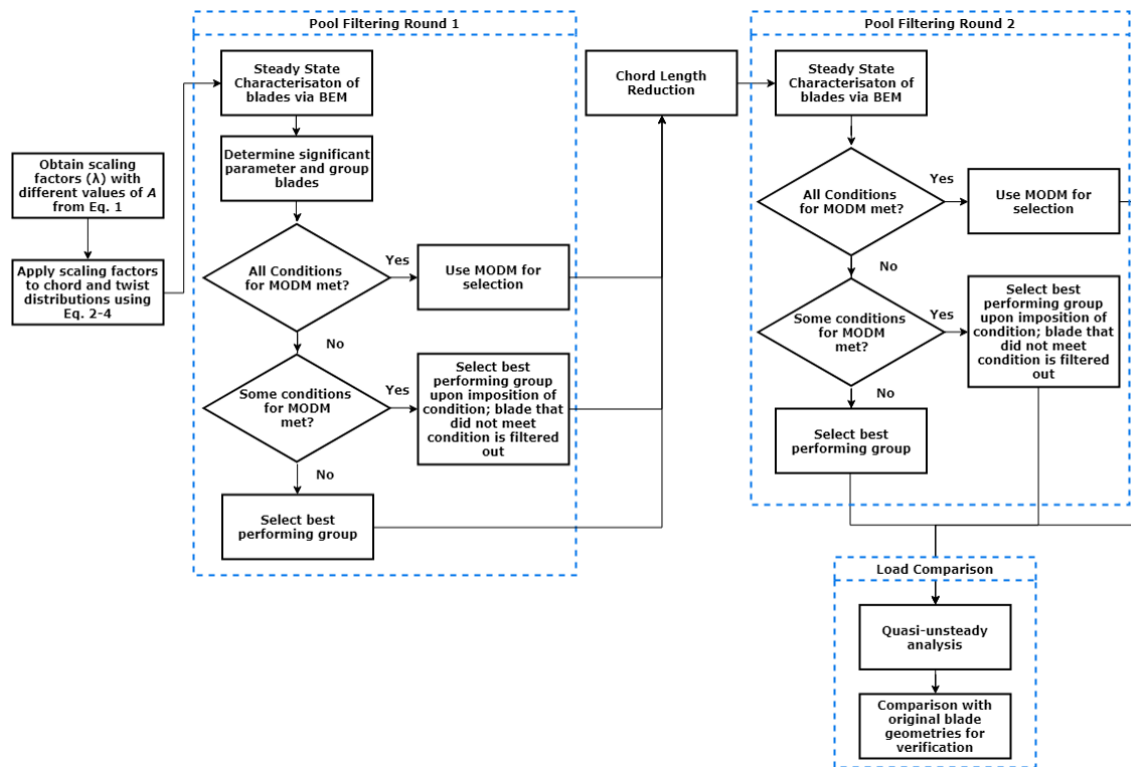 Pool Filtering Round 1
Steady State
Characterisaton of
blades via BEM
Determine significant
parameter and group
blades
Obtain scaling
factors (λ) with
different values of A
from Eq. 1
Apply scaling factors
to chord and twist
distributions using
Eq. 2-4
All Conditions
for MODM met?
Yes
Use MODM for
selection
No
Some conditions
for MODM
met?
Yes
Select best
performing group
upon imposition of
condition; blade that
did not meet
condition is filtered
out
No
Select best
performing group
Chord Length
Reduction
Pool Filtering Round 2
Steady State
Characterisaton of
blades via BEM
All Conditions
for MODM met?
Yes
Use MODM for
selection
No
Some conditions
for MODM
met?
Yes
Select best
performing group
upon imposition of
condition; blade that
did not meet
condition is filtered
out
No
Select best
performing group
Load Comparison
Quasi-unsteady
analysis
Comparison with
original blade
geometries for
verification